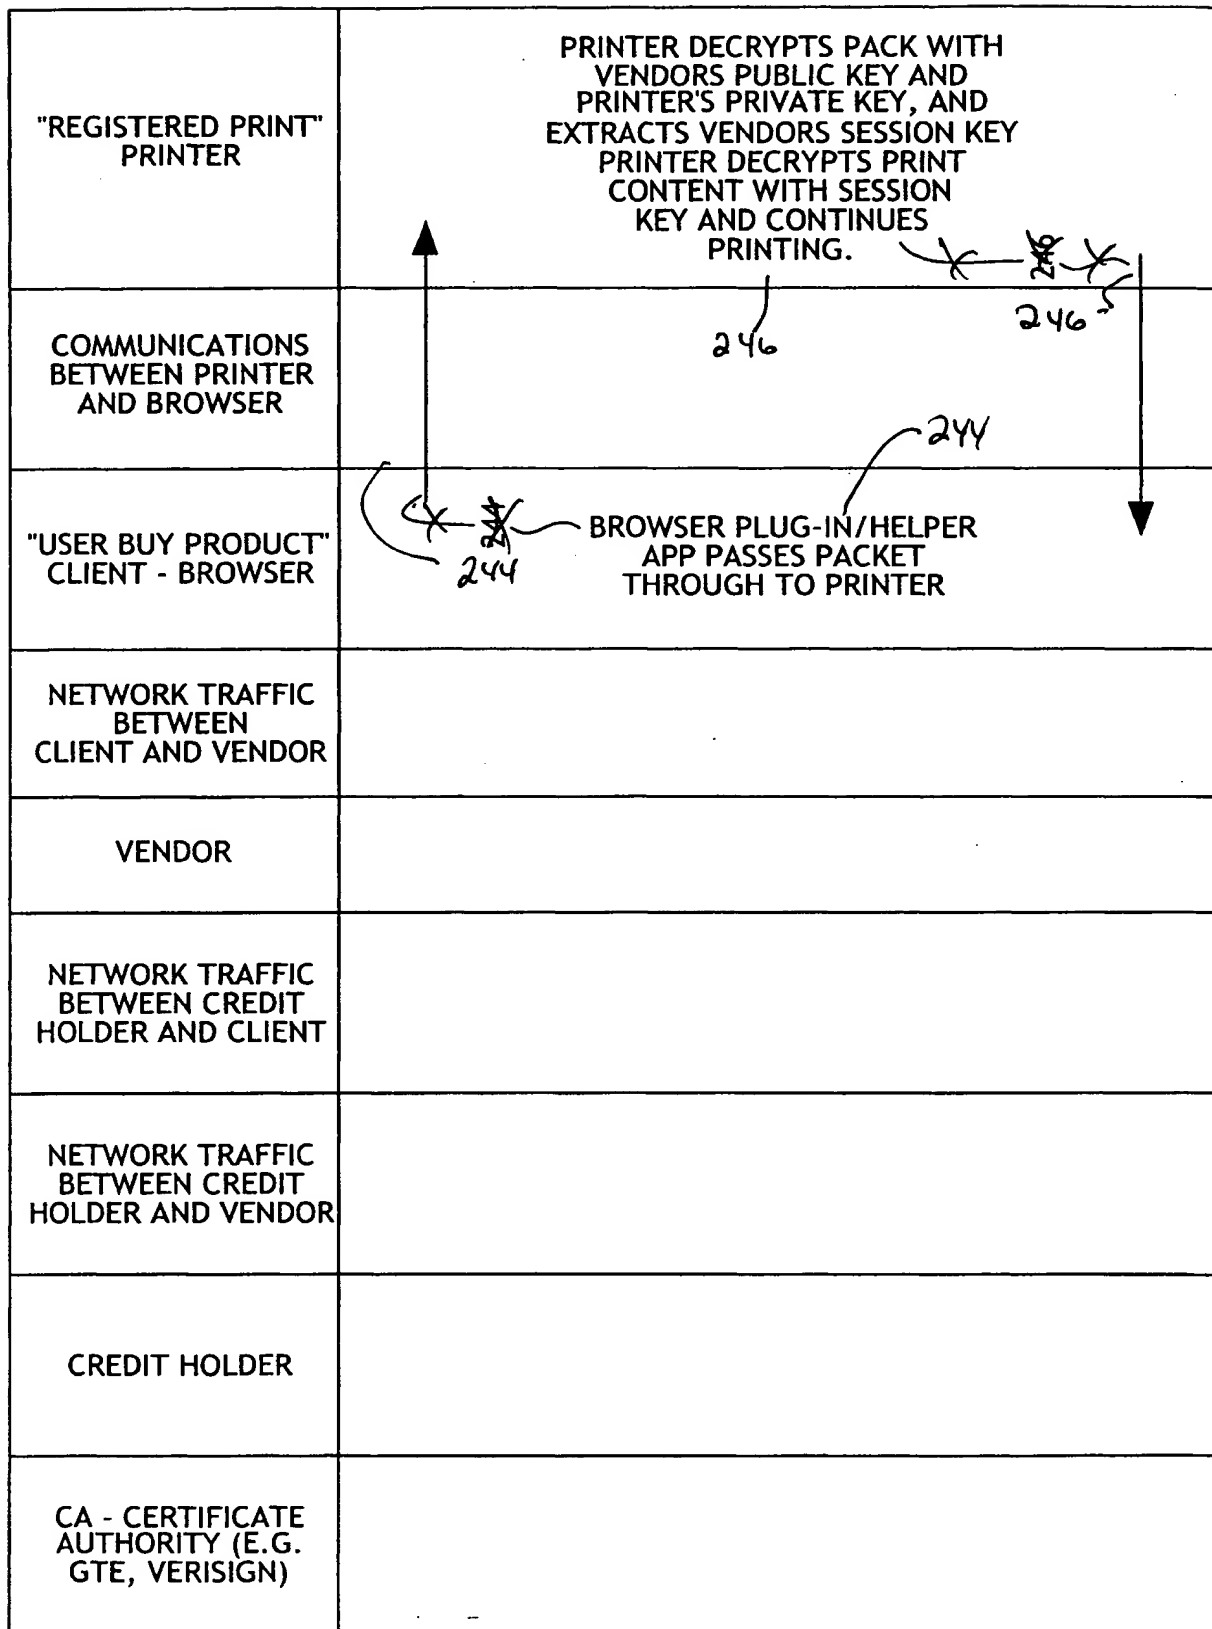 "REGISTERED PRINT"
PRINTER
PRINTER DECRYPTS PACK WITH
VENDORS PUBLIC KEY AND
PRINTER'S PRIVATE KEY, AND
EXTRACTS VENDORS SESSION KEY
PRINTER DECRYPTS PRINT
CONTENT WITH SESSION
KEY AND CONTINUES
PRINTING.
246
246
246
COMMUNICATIONS
BETWEEN PRINTER
AND BROWSER
244
"USER BUY PRODUCT"
CLIENT - BROWSER
244
244
BROWSER PLUG-IN/HELPER
APP PASSES PACKET
THROUGH TO PRINTER
NETWORK TRAFFIC
BETWEEN
CLIENT AND VENDOR
VENDOR
NETWORK TRAFFIC
BETWEEN CREDIT
HOLDER AND CLIENT
NETWORK TRAFFIC
BETWEEN CREDIT
HOLDER AND VENDOR
CREDIT HOLDER
CA - CERTIFICATE
AUTHORITY (E.G.
GTE, VERISIGN)